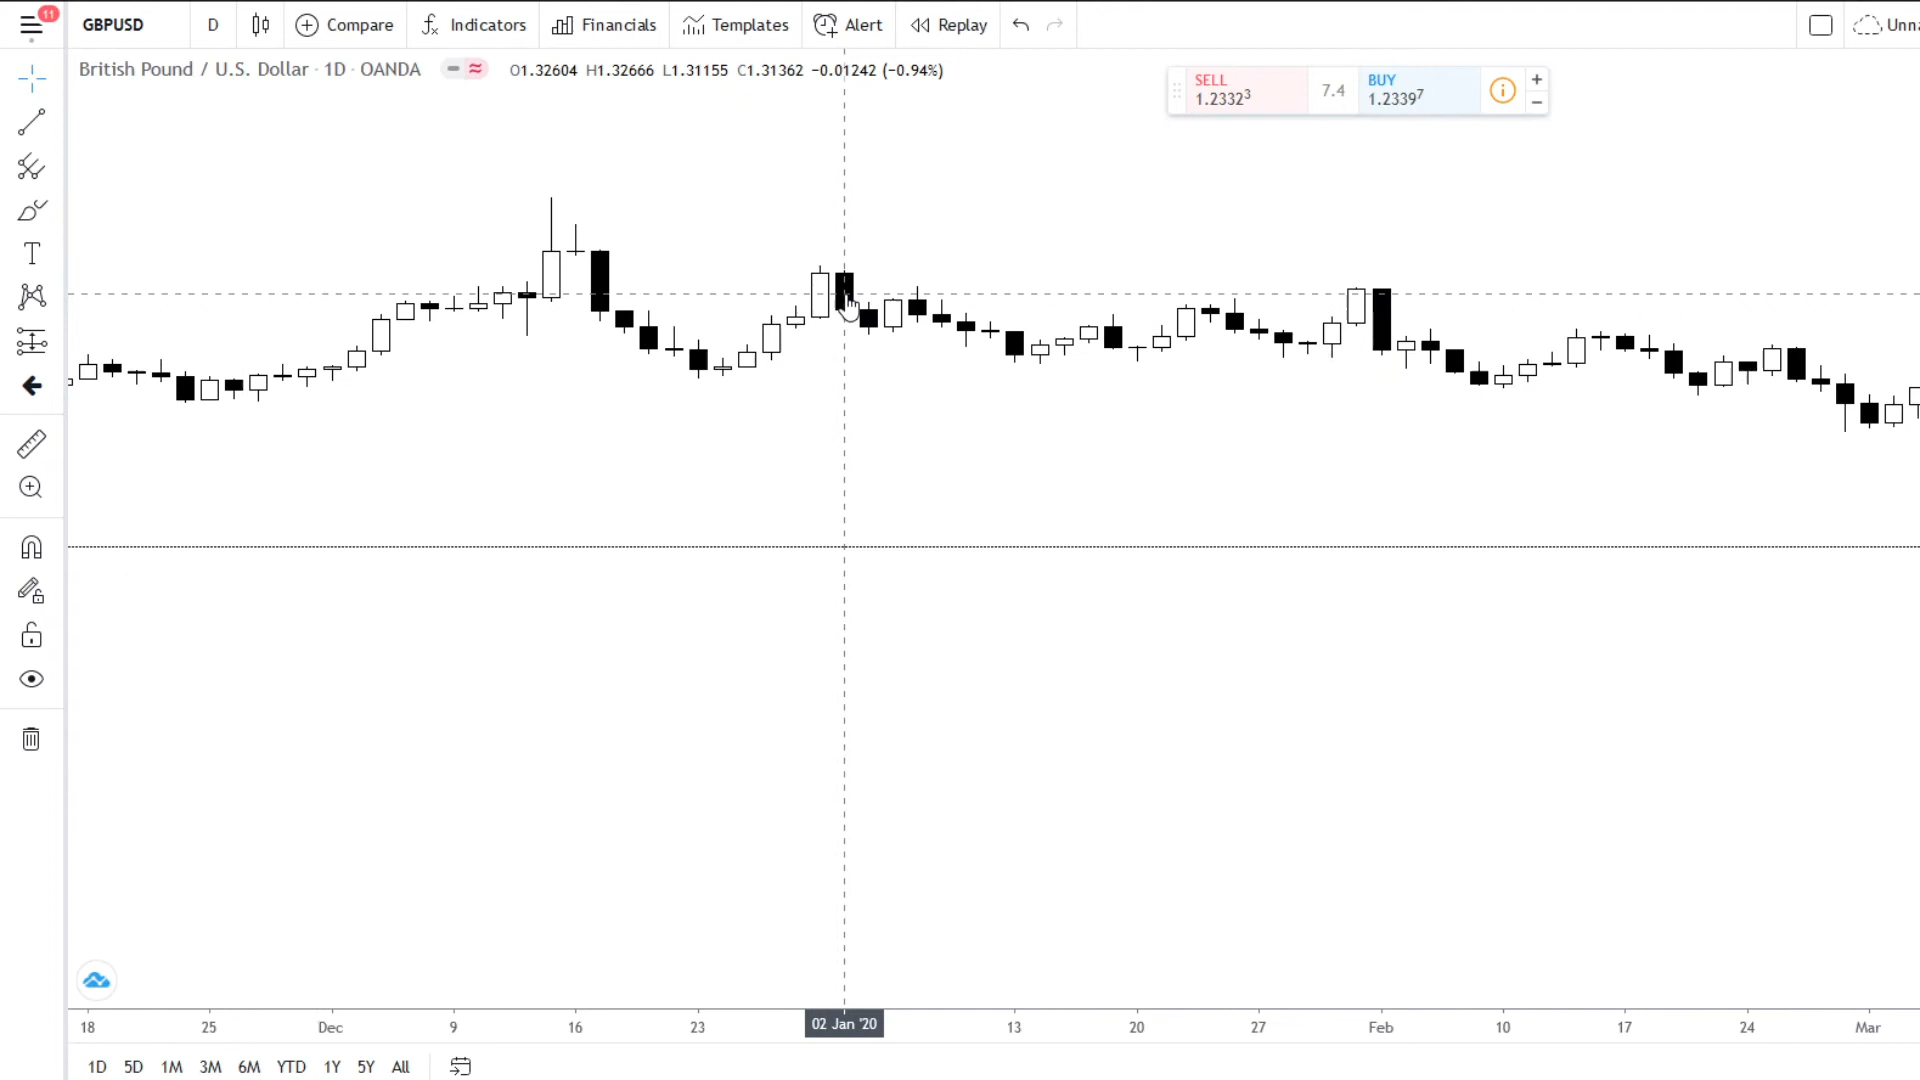 11
GBPUSD D Compare Indicators Financials Templates Alert Replay Unna
British Pound / U.S. Dollar · 1D · OANDA O1.32604 H1.32666 L1.31155 C1.31362 −0.01242 (−0.94%)
SELL 1.23323 7.4 BUY 1.23397
18 25 Dec 9 16 23 02 Jan '20 13 20 27 Feb 10 17 24 Mar
1D 5D 1M 3M 6M YTD 1Y 5Y All